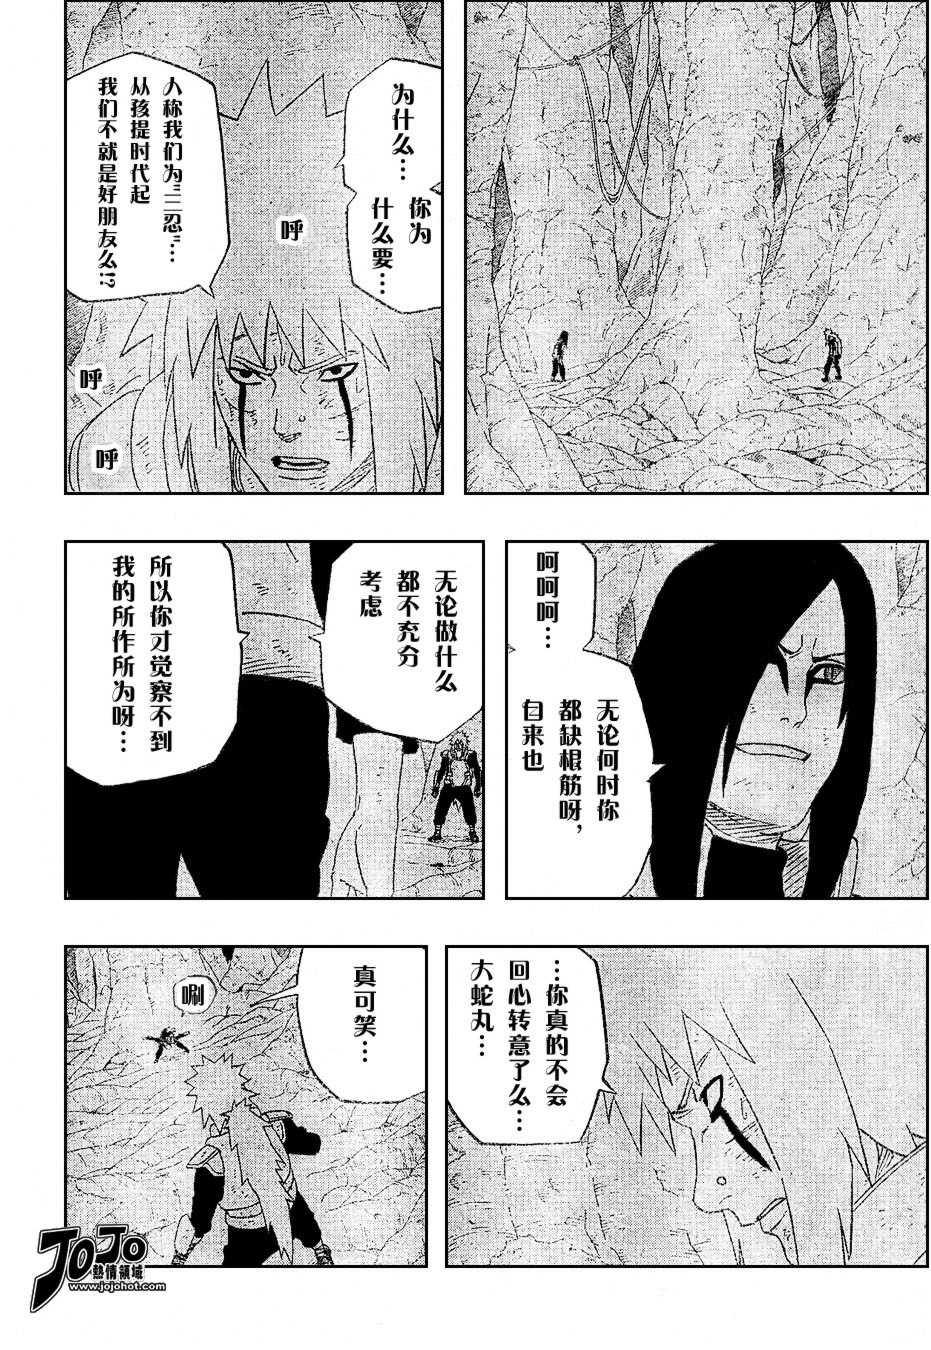 为什么…
你为
什么要…
人称我们为“三忍”…
从孩提时代起
我们不就是好朋友么!?
呼
呼
呼
呵呵呵…
无论何时你
都缺根筋呀,
自来也
无论做什么
都不充分
考虑
所以你才觉察不到
我的所作所为呀…
…你真的不会
回心转意了么…
大蛇丸…
真可笑…
唰
JOJO
熱情領域
www.jojohot.com